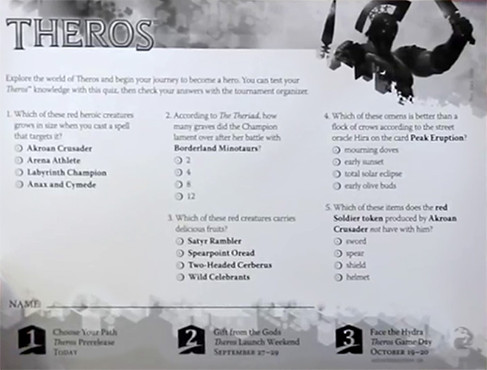 THEROS™
Explore the world of Theros and begin your journey to become a hero. You can test your
Theros™ knowledge with this quiz, then check your answers with the tournament organizer.
1. Which of these red heroic creatures
grows in size when you cast a spell
that targets it?
Akroan Crusader
Arena Athlete
Labyrinth Champion
Anax and Cymede
2. According to The Theriad, how
many graves did the Champion
lament over after her battle with
Borderland Minotaurs?
2
4
8
12
3. Which of these red creatures carries
delicious fruits?
Satyr Rambler
Spearpoint Oread
Two-Headed Cerberus
Wild Celebrants
4. Which of these omens is better than a
flock of crows according to the street
oracle Hira on the card Peak Eruption?
mourning doves
early sunset
total solar eclipse
early olive buds
5. Which of these items does the red
Soldier token produced by Akroan
Crusader not have with him?
sword
spear
shield
helmet
NAME:
1
Choose Your Path
Theros Prerelease
TODAY
2
Gift from the Gods
Theros Launch Weekend
SEPTEMBER 27–29
3
Face the Hydra
Theros Game Day
OCTOBER 19–20